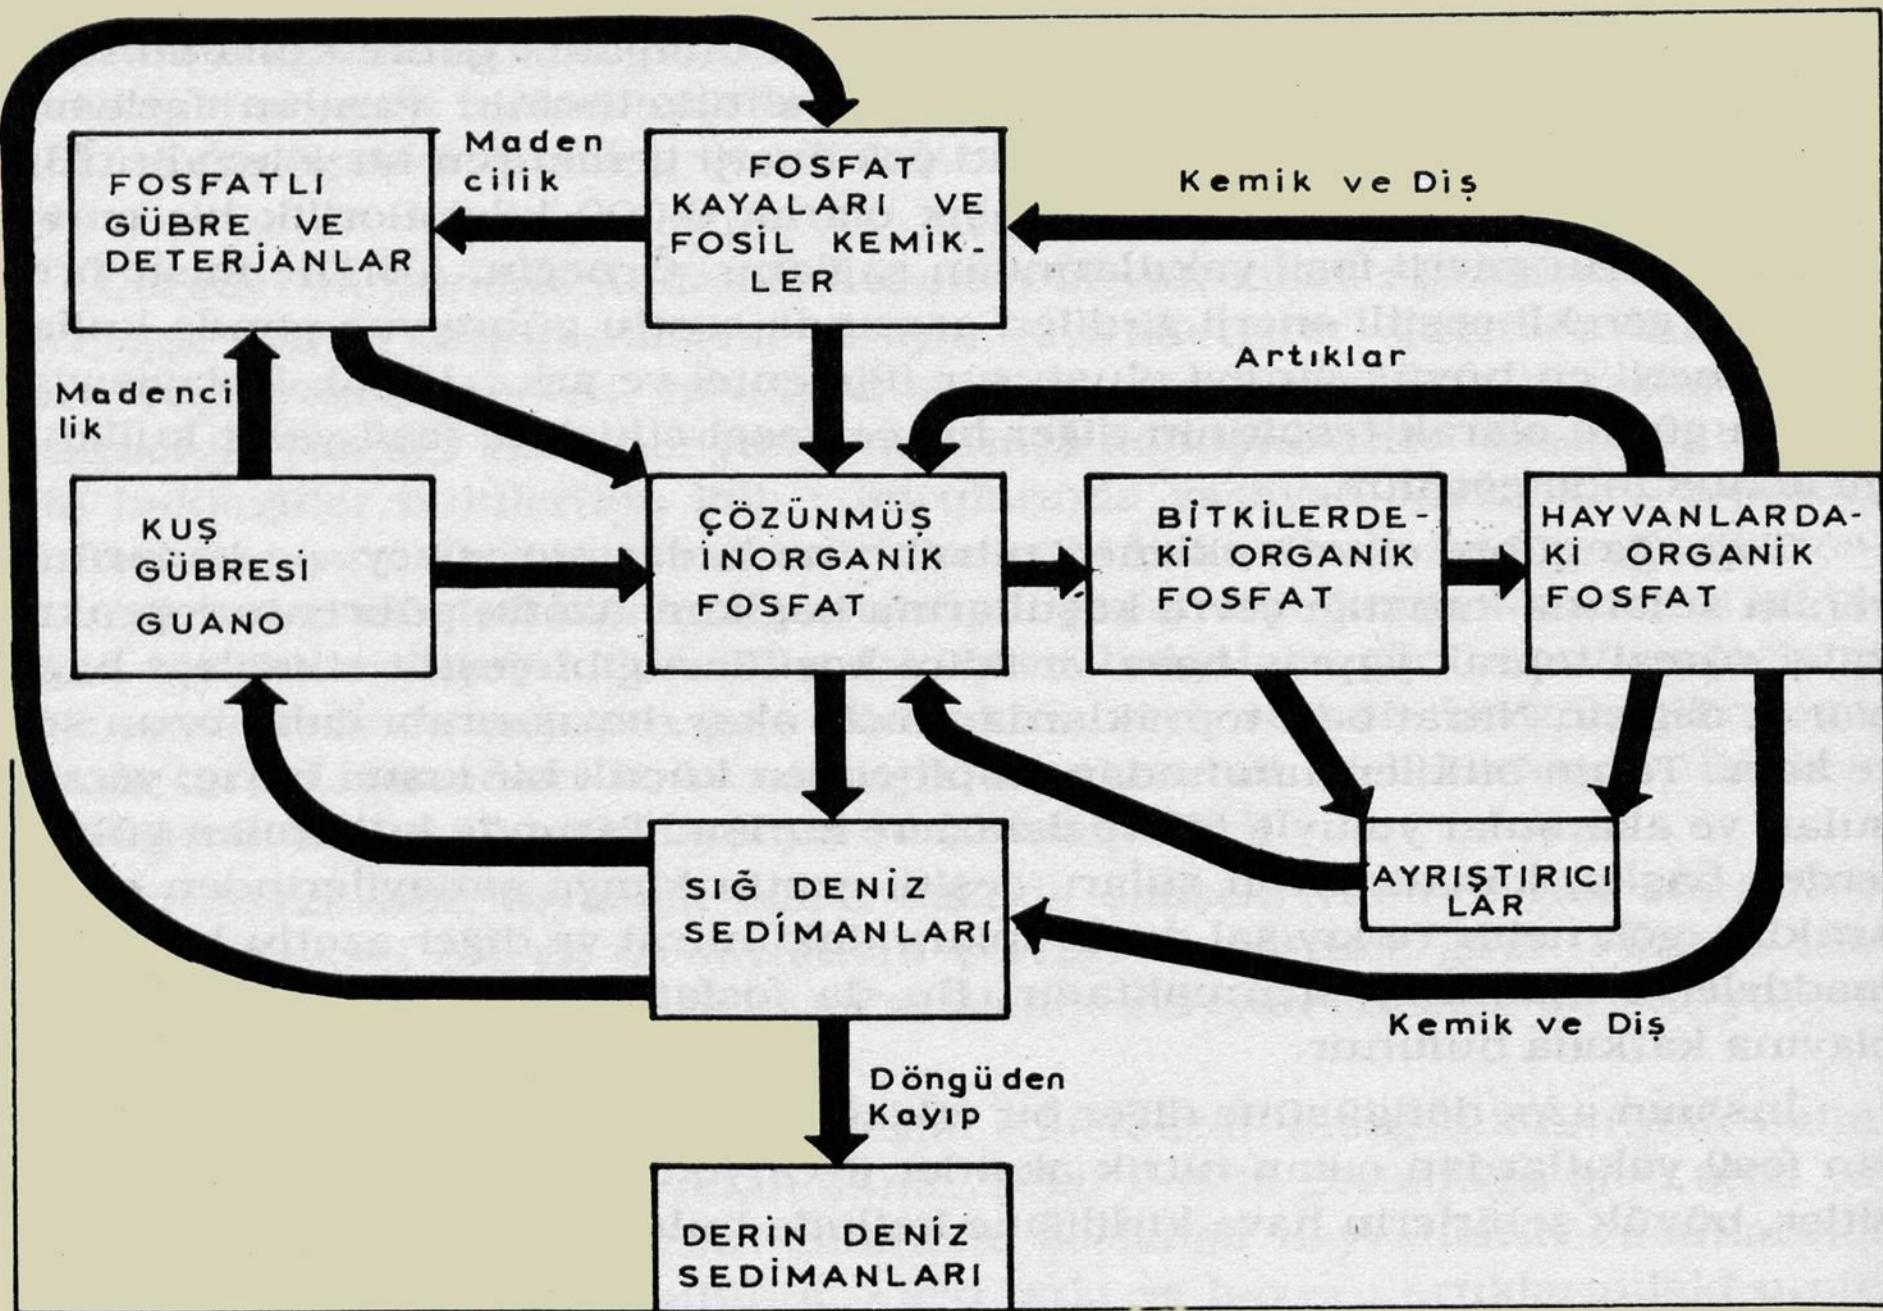 Maden
cilik
FOSFATLI
GÜBRE VE
DETERJANLAR
FOSFAT
KAYALARI VE
FOSİL KEMİK-
LER
Kemik ve Diş
Artıklar
Madenci
lik
KUŞ
GÜBRESİ
GUANO
ÇÖZÜNMÜŞ
İNORGANİK
FOSFAT
BİTKİLERDE-
Kİ ORGANİK
FOSFAT
HAYVANLARDA-
Kİ ORGANİK
FOSFAT
AYRIŞTIRICI
LAR
SIĞ DENİZ
SEDİMANLARI
Kemik ve Diş
Döngüden
Kayıp
DERİN DENİZ
SEDİMANLARI